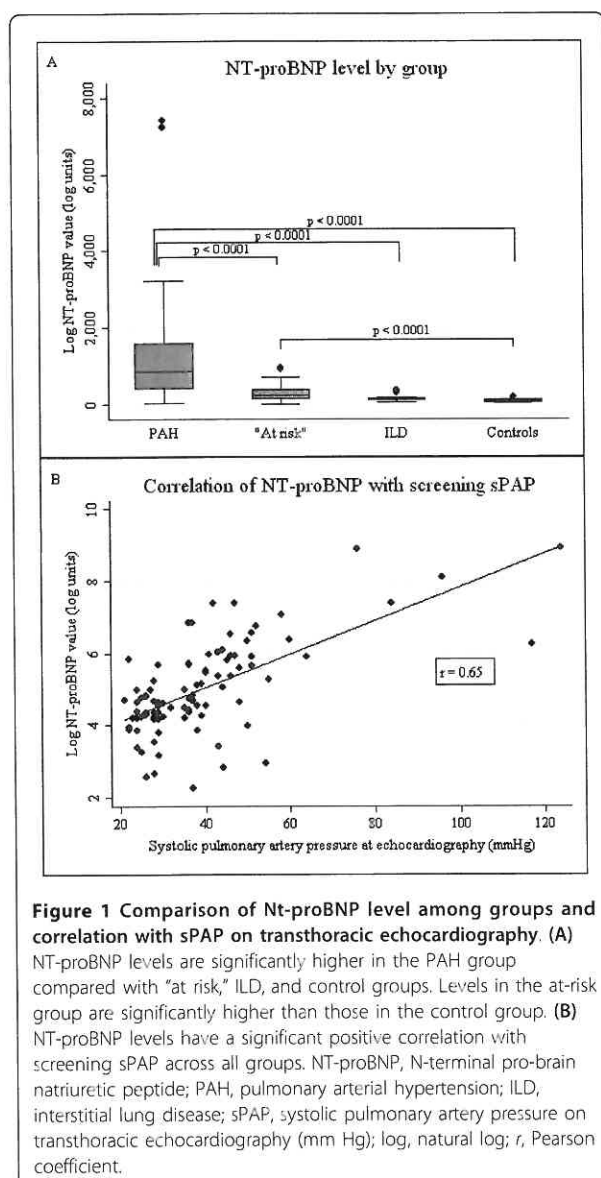 A
NT-proBNP level by group
Log NT-proBNP value (log units)
8,000
6,000
4,000
2,000
0
p < 0.0001
p < 0.0001
p < 0.0001
p < 0.0001
PAH
"At risk"
ILD
Controls
B
Correlation of NT-proBNP with screening sPAP
Log NT-proBNP value (log units)
10
8
6
4
2
r = 0.65
20
40
60
80
100
120
Systolic pulmonary artery pressure at echocardiography (mmHg)
Figure 1 Comparison of Nt-proBNP level among groups and
correlation with sPAP on transthoracic echocardiography. (A)
NT-proBNP levels are significantly higher in the PAH group
compared with "at risk," ILD, and control groups. Levels in the at-risk
group are significantly higher than those in the control group. (B)
NT-proBNP levels have a significant positive correlation with
screening sPAP across all groups. NT-proBNP, N-terminal pro-brain
natriuretic peptide; PAH, pulmonary arterial hypertension; ILD,
interstitial lung disease; sPAP, systolic pulmonary artery pressure on
transthoracic echocardiography (mm Hg); log, natural log; r, Pearson
coefficient.